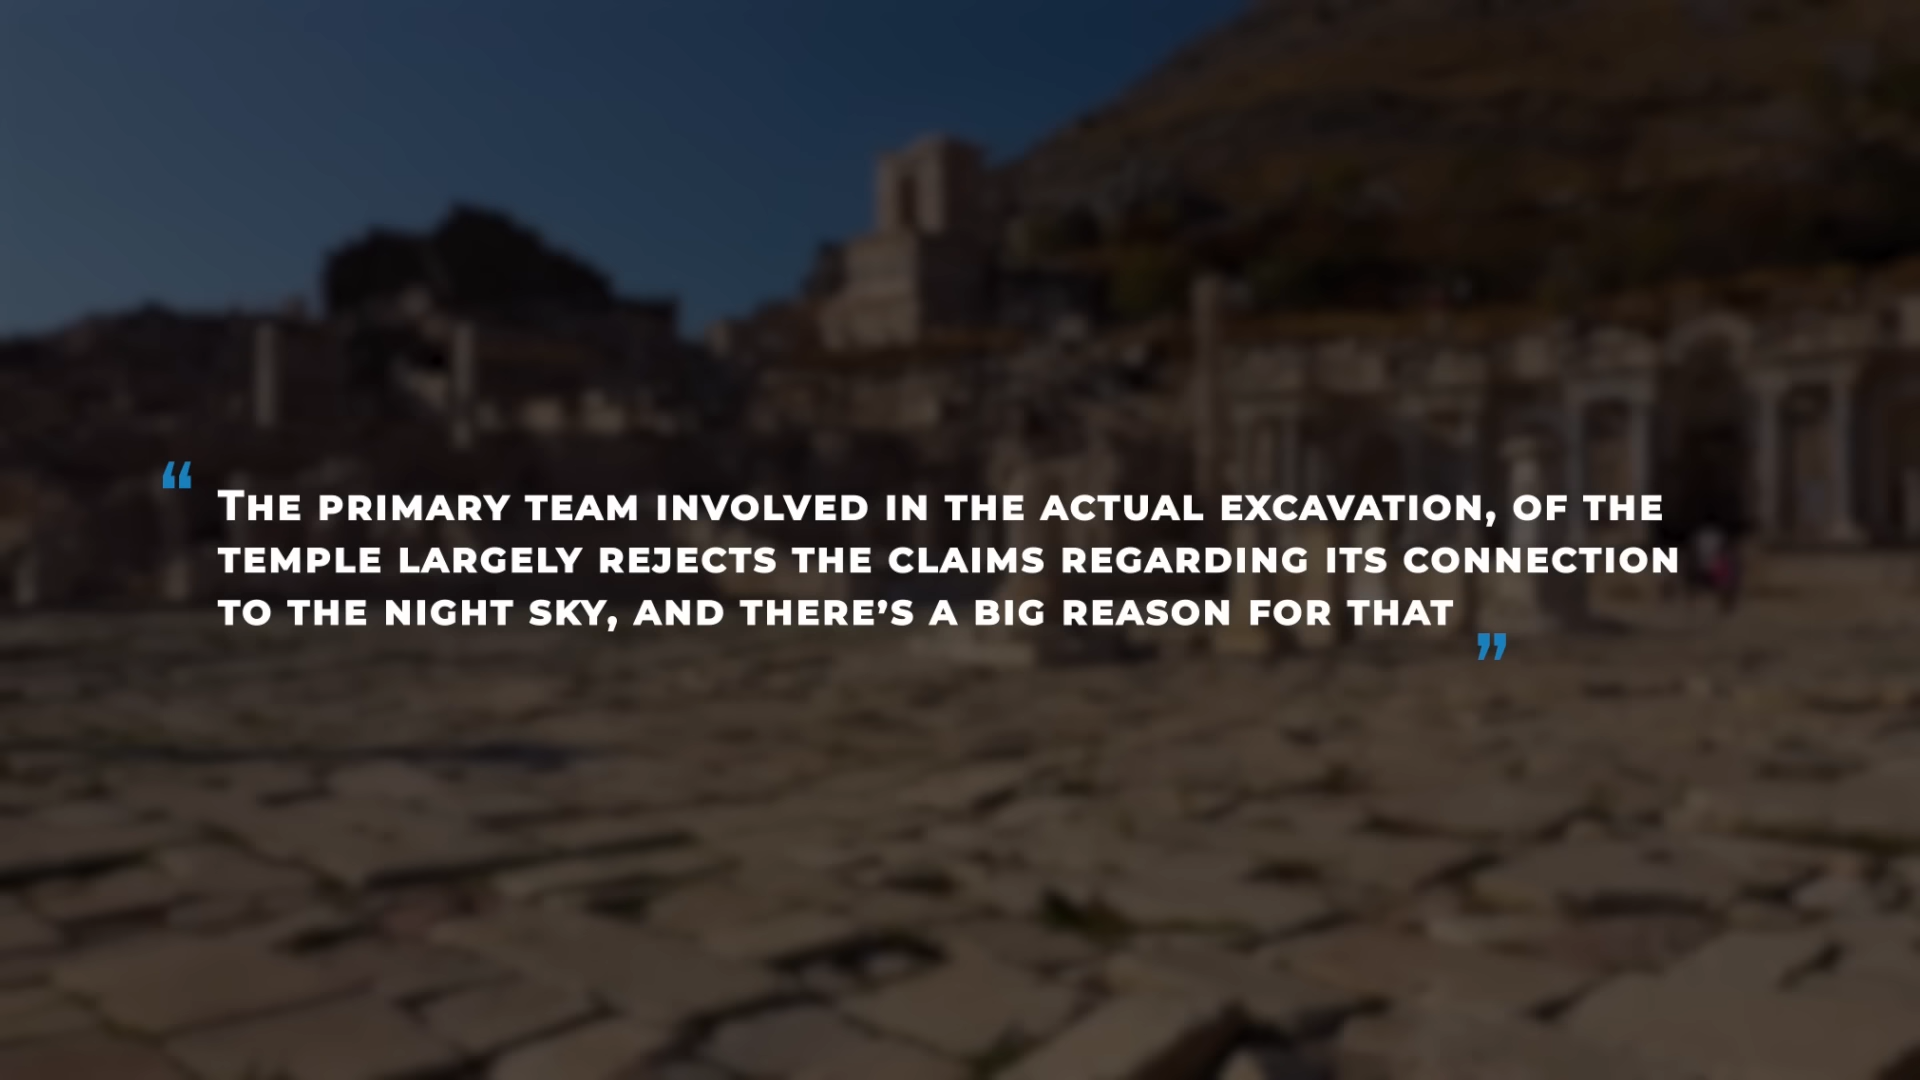 “ The primary team involved in the actual excavation, of the
temple largely rejects the claims regarding its connection
to the night sky, and there’s a big reason for that ”